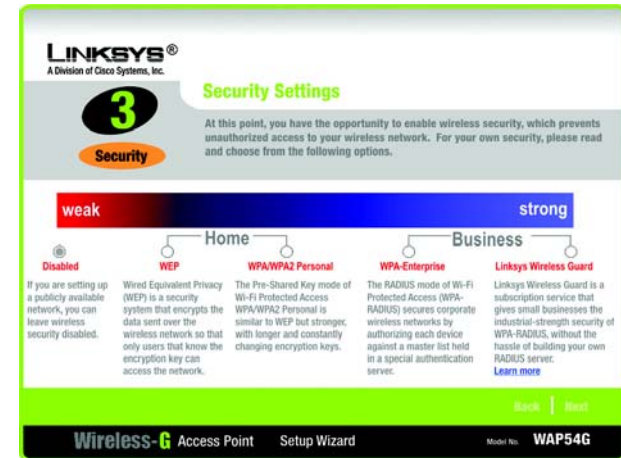 LINKSYS®
A Division of Cisco Systems, Inc.
3
Security
Security Settings
At this point, you have the opportunity to enable wireless security, which prevents
unauthorized access to your wireless network. For your own security, please read
and choose from the following options.
weak
strong
Home
Business
Disabled
If you are setting up
a publicly available
network, you can
leave wireless
security disabled.
WEP
Wired Equivalent Privacy
(WEP) is a security
system that encrypts the
data sent over the
wireless network so that
only users that know the
encryption key can
access the network.
WPA/WPA2 Personal
The Pre-Shared Key mode of
Wi-Fi Protected Access
WPA/WPA2 Personal is
similar to WEP but stronger,
with longer and constantly
changing encryption keys.
WPA-Enterprise
The RADIUS mode of Wi-Fi
Protected Access (WPA-
RADIUS) secures corporate
wireless networks by
authorizing each device
against a master list held
in a special authentication
server.
Linksys Wireless Guard
Linksys Wireless Guard is a
subscription service that
gives small businesses the
industrial-strength security of
WPA-RADIUS, without the
hassle of building your own
RADIUS server.
Learn more
Back | Next
Wireless-G Access Point Setup Wizard Model No. WAP54G